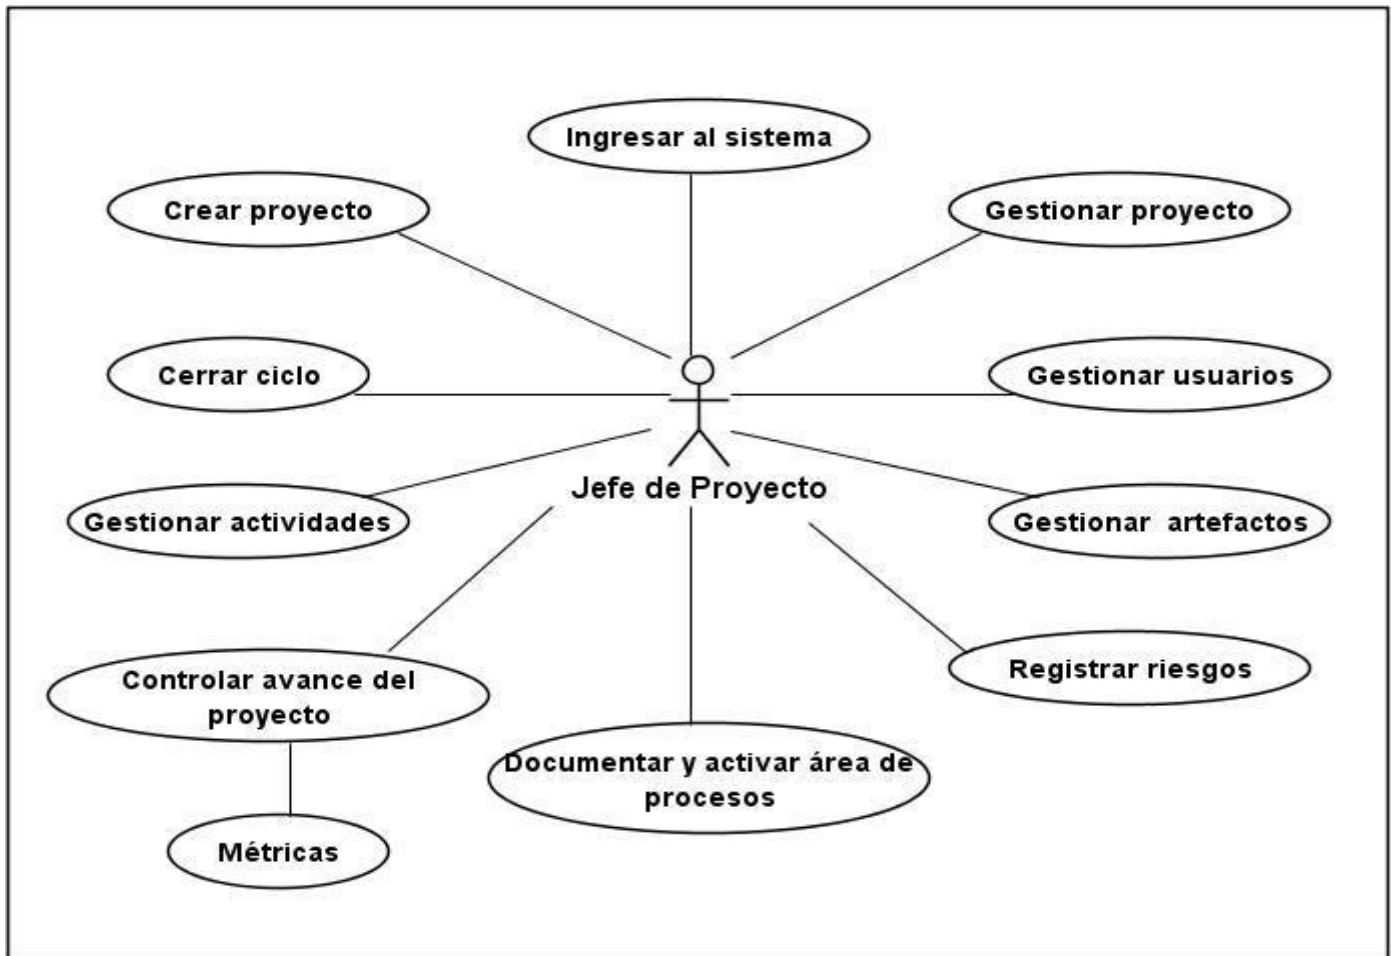 Ingresar al sistema
Crear proyecto
Gestionar proyecto
Cerrar ciclo
Gestionar usuarios
Jefe de Proyecto
Gestionar actividades
Gestionar artefactos
Controlar avance del
proyecto
Registrar riesgos
Documentar y activar área de
procesos
Métricas